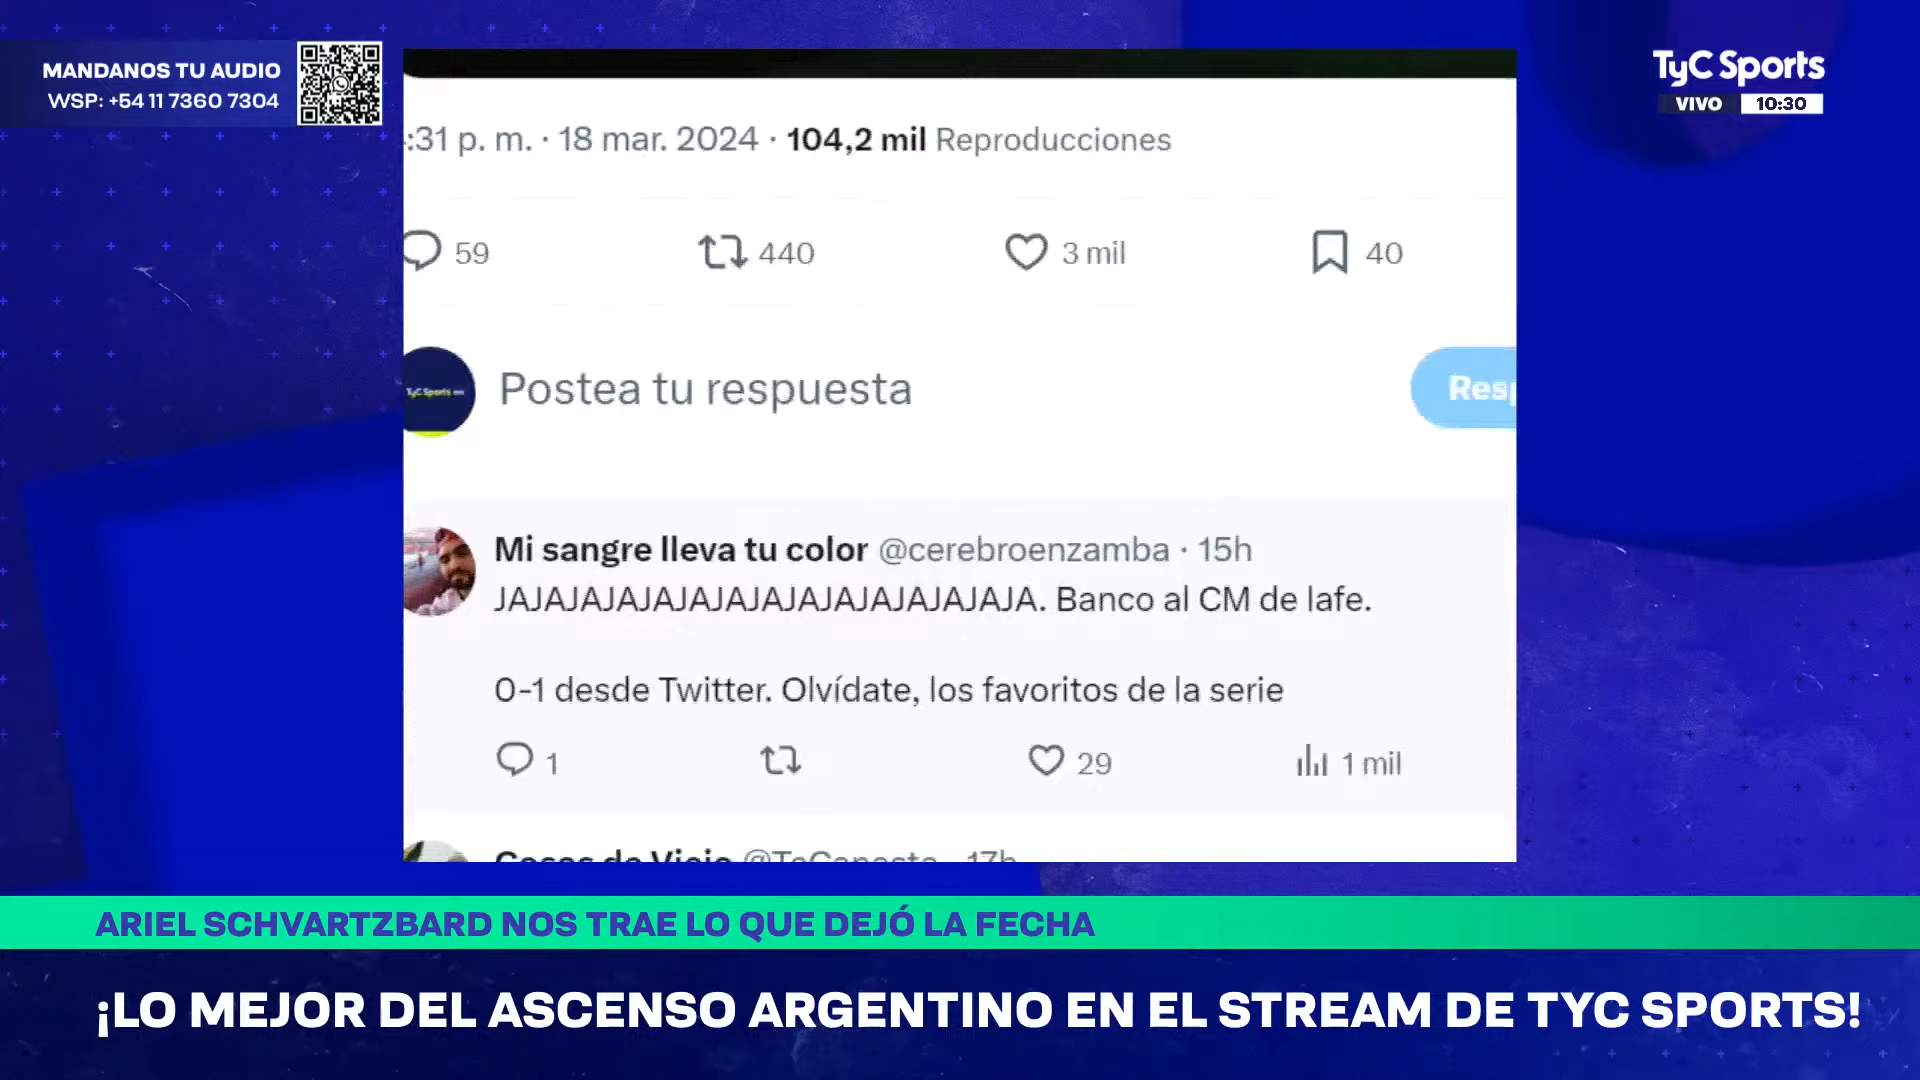 MANDANOS TU AUDIO
WSP: +54 11 7360 7304
TyC Sports
VIVO 10:30
:31 p. m. · 18 mar. 2024 · 104,2 mil Reproducciones
59 440 3 mil 40
TyC Sports
Postea tu respuesta
Resp
Mi sangre lleva tu color @cerebroenzamba · 15h
JAJAJAJAJAJAJAJAJAJAJAJAJAJAJA. Banco al CM de lafe.
0-1 desde Twitter. Olvídate, los favoritos de la serie
1 29 1 mil
17h
ARIEL SCHVARTZBARD NOS TRAE LO QUE DEJÓ LA FECHA
¡LO MEJOR DEL ASCENSO ARGENTINO EN EL STREAM DE TYC SPORTS!